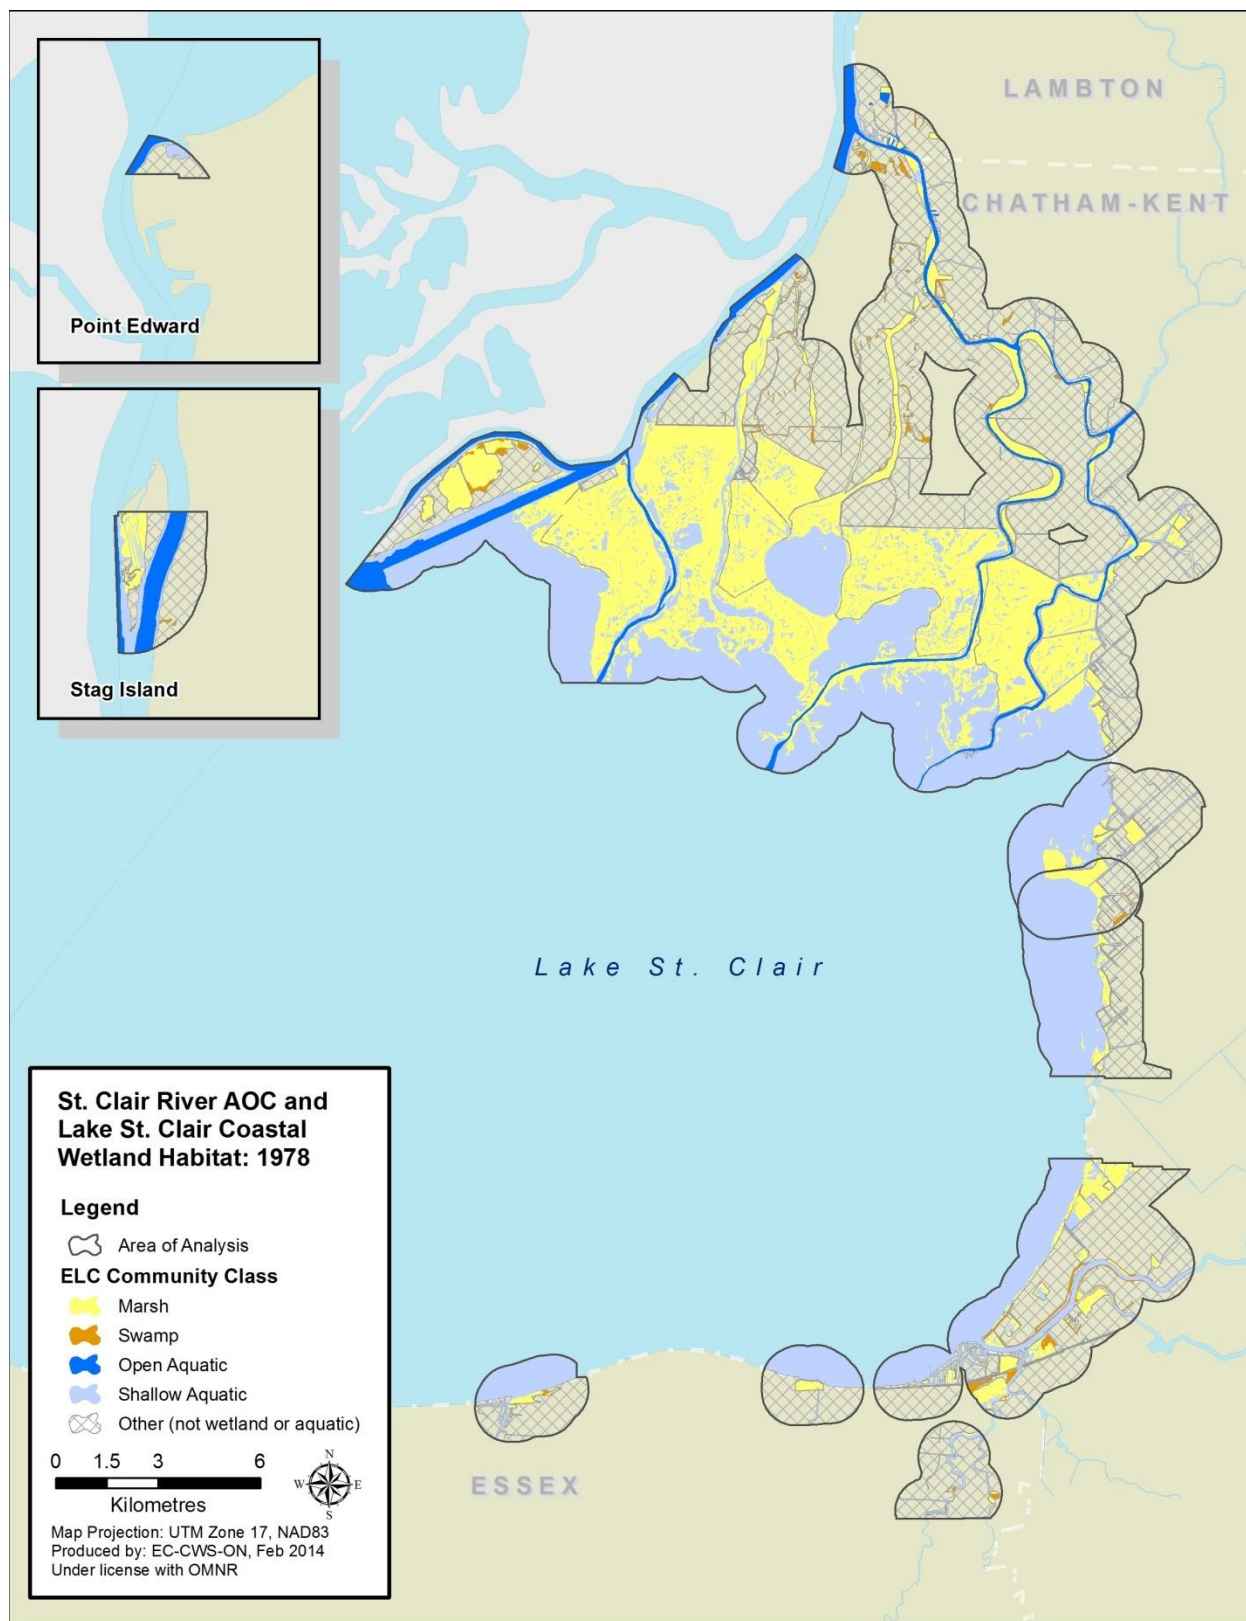 LAMBTON
CHATHAM-KENT
Point Edward
Stag Island
Lake St. Clair
St. Clair River AOC and
Lake St. Clair Coastal
Wetland Habitat: 1978
Legend
Area of Analysis
ELC Community Class
Marsh
Swamp
Open Aquatic
Shallow Aquatic
Other (not wetland or aquatic)
0 1.5 3 6
Kilometres
N
W E
S
Map Projection: UTM Zone 17, NAD83
Produced by: EC-CWS-ON, Feb 2014
Under license with OMNR
ESSEX